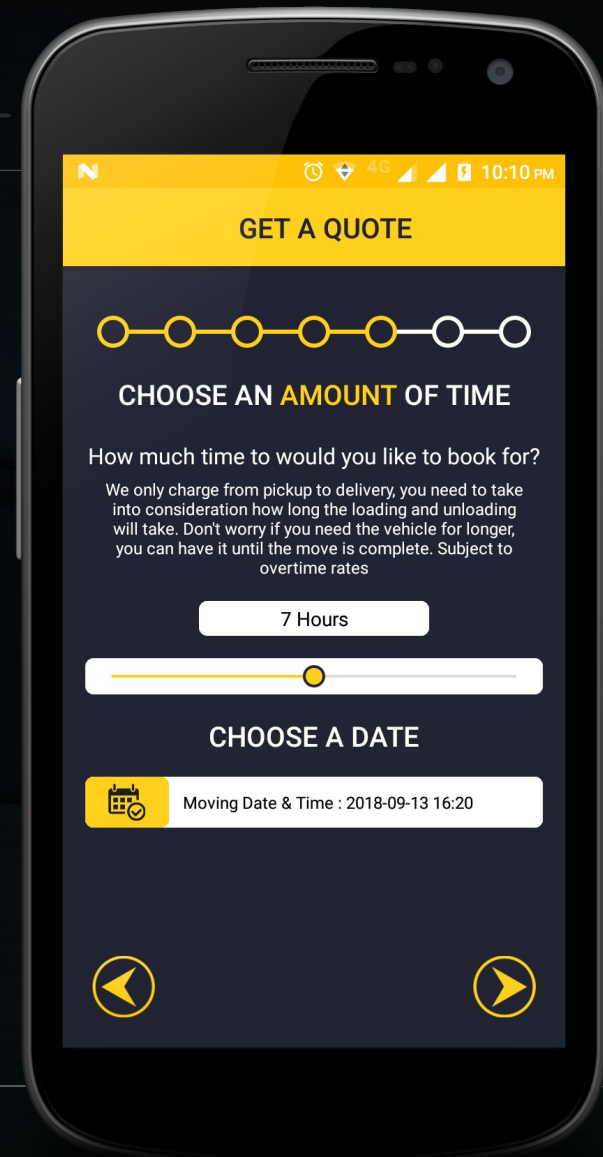 4G 10:10 PM
GET A QUOTE
CHOOSE AN AMOUNT OF TIME
How much time to would you like to book for?
We only charge from pickup to delivery, you need to take
into consideration how long the loading and unloading
will take. Don't worry if you need the vehicle for longer,
you can have it until the move is complete. Subject to
overtime rates
7 Hours
CHOOSE A DATE
Moving Date & Time : 2018-09-13 16:20